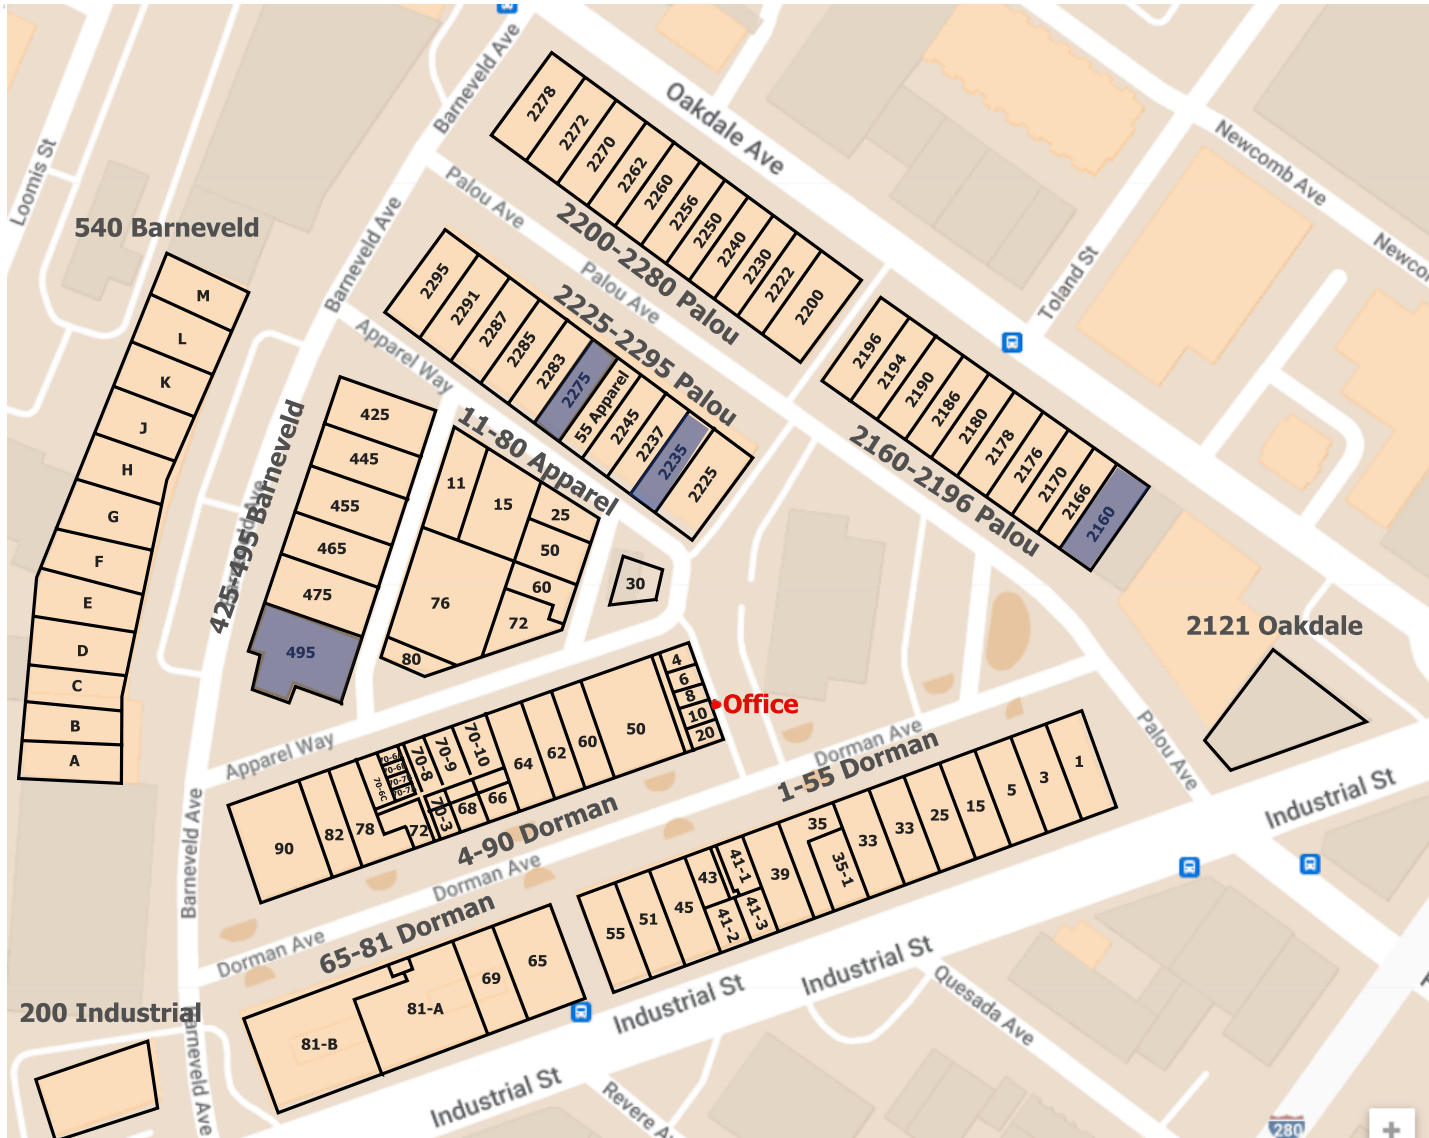 Barneveld Ave
Oakdale Ave
Newcomb Ave
Newco
Toland St
Loomis St
Palou Ave
Barneveld Ave
540 Barneveld
M
L
K
J
H
G
F
E
D
C
B
A
2278
2272
2270
2262
2260
2256
2250
2240
2230
2222
2200
2200-2280 Palou
Palou Ave
2196
2194
2190
2186
2180
2178
2176
2170
2166
2160
2160-2196 Palou
2295
2291
2287
2285
2283
2275
55 Apparel
2245
2237
2235
2225
2225-2295 Palou
Apparel Way
11-80 Apparel
11
15
25
50
60
72
76
80
30
425-495 Barneveld
425
445
455
465
475
495
2121 Oakdale
Office
4
6
8
10
20
50
60
62
64
70-10
70-9
70-8
70-6C
66
68
70-3
72
78
82
90
4-90 Dorman
Apparel Way
Barneveld Ave
Dorman Ave
Dorman Ave
Dorman Ave
Palou Ave
1-55 Dorman
1
3
5
15
25
33
33
35
35-1
39
41-1
41-2
41-3
43
45
51
55
65-81 Dorman
65
69
81-A
81-B
200 Industrial
Barneveld Ave
Industrial St
Industrial St
Industrial St
Industrial St
Quesada Ave
Revere A
280
+